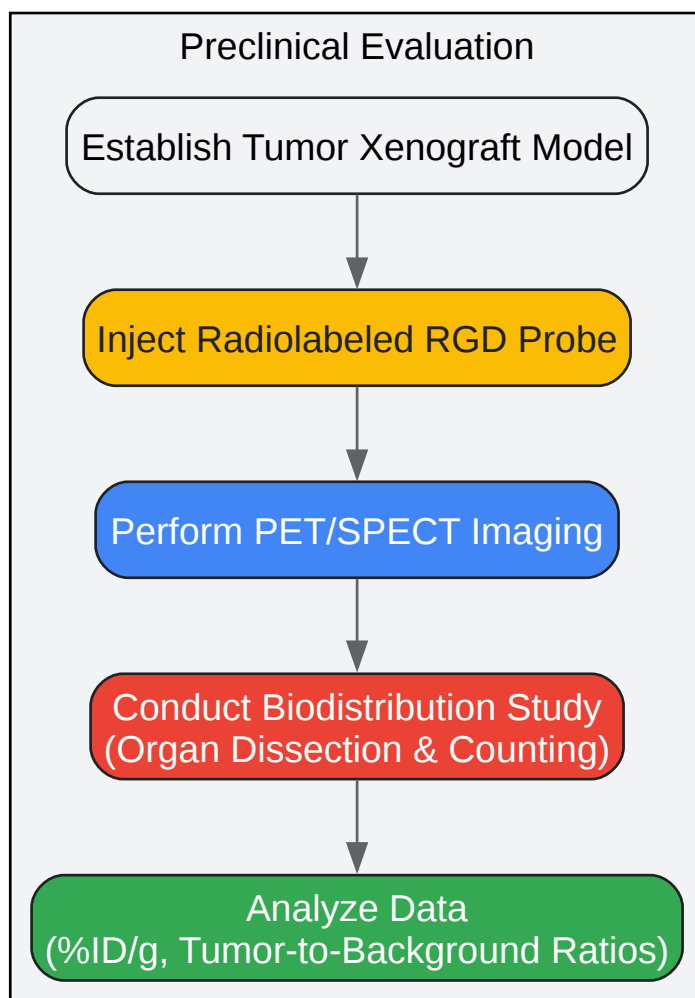 Preclinical Evaluation
Establish Tumor Xenograft Model
Inject Radiolabeled RGD Probe
Perform PET/SPECT Imaging
Conduct Biodistribution Study
(Organ Dissection & Counting)
Analyze Data
(%ID/g, Tumor-to-Background Ratios)